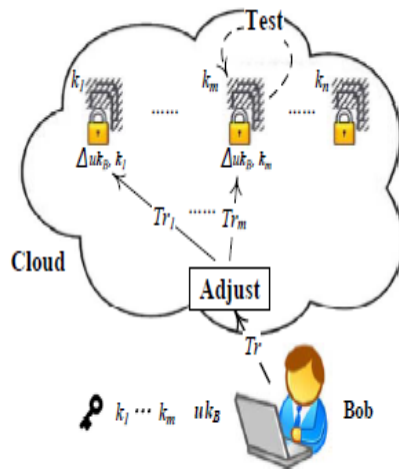 Test
k1 km kn
...... ......
ΔukB, k1 ΔukB, km
Tr1 ...... Trm
Cloud
Adjust
Tr
k1 ··· km ukB Bob